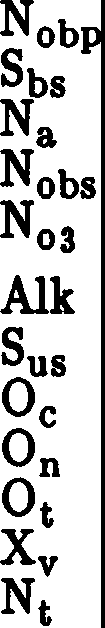 N_obp
S_bs
N_a
N_obs
N_o3
Alk
S_us
O_c
O_n
O_t
X_v
N_t